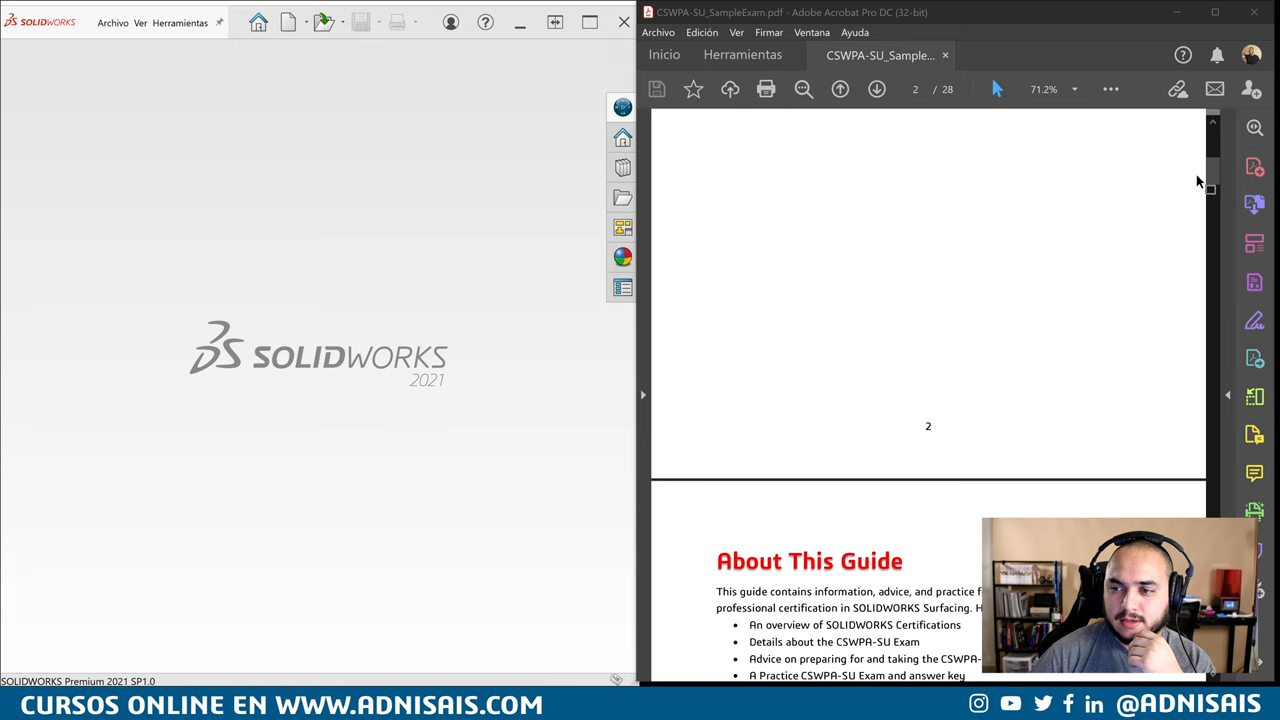 SOLIDWORKS
Archivo Ver Herramientas
SOLIDWORKS
2021
SOLIDWORKS Premium 2021 SP1.0
CSWPA-SU_SampleExam.pdf - Adobe Acrobat Pro DC (32-bit)
Archivo Edición Ver Firmar Ventana Ayuda
Inicio Herramientas CSWPA-SU_Sample... ×
2 / 28 71.2%
2
About This Guide
This guide contains information, advice, and practice f
professional certification in SOLIDWORKS Surfacing. H
• An overview of SOLIDWORKS Certifications
• Details about the CSWPA-SU Exam
• Advice on preparing for and taking the CSWPA-
• A Practice CSWPA-SU Exam and answer key
CURSOS ONLINE EN WWW.ADNISAIS.COM
@ADNISAIS